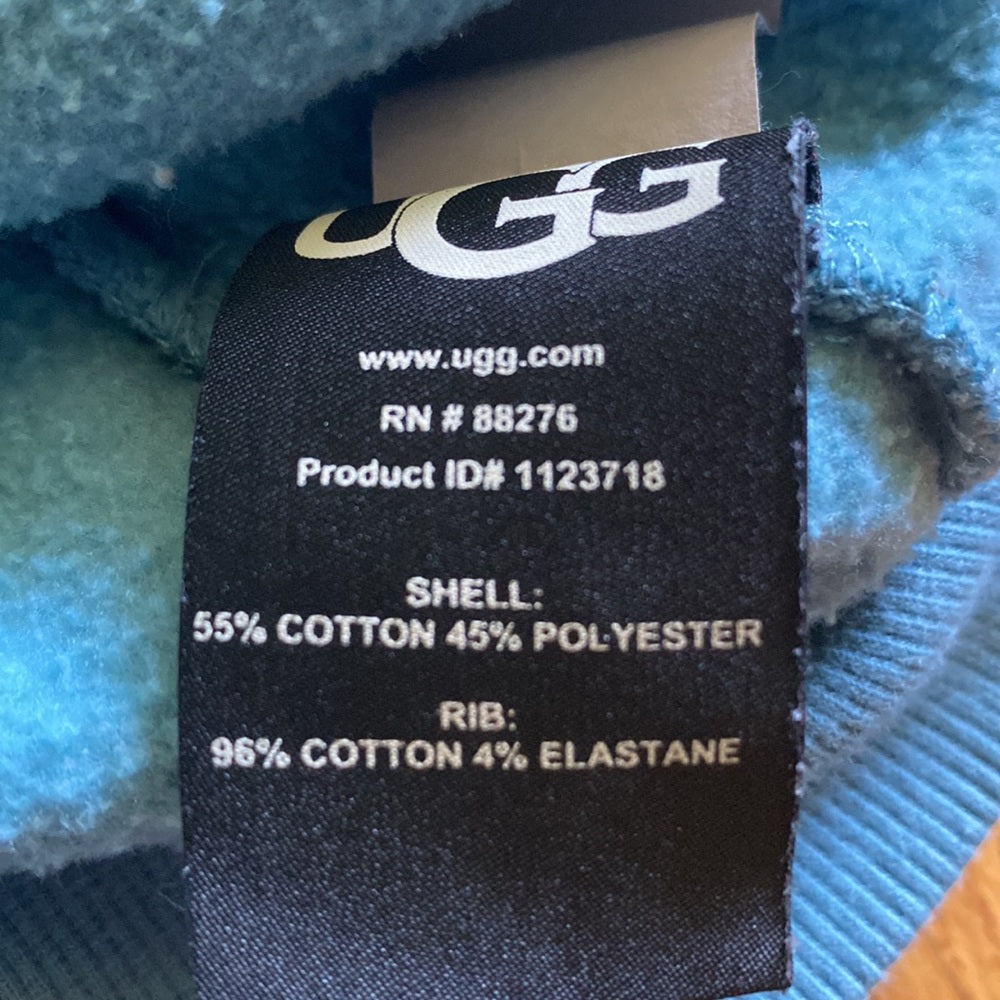 UGG
www.ugg.com
RN # 88276
Product ID# 1123718
SHELL:
55% COTTON 45% POLYESTER
RIB:
96% COTTON 4% ELASTANE